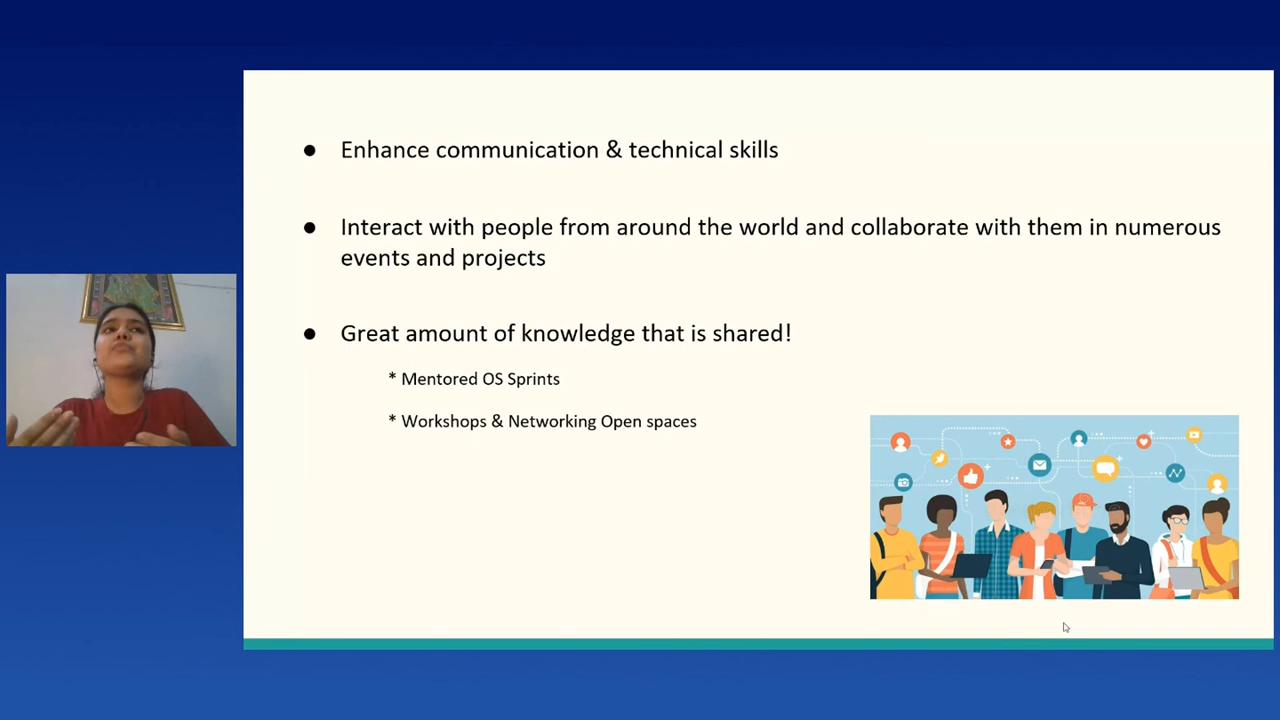 ● Enhance communication & technical skills
● Interact with people from around the world and collaborate with them in numerous
events and projects
● Great amount of knowledge that is shared!
* Mentored OS Sprints
* Workshops & Networking Open spaces